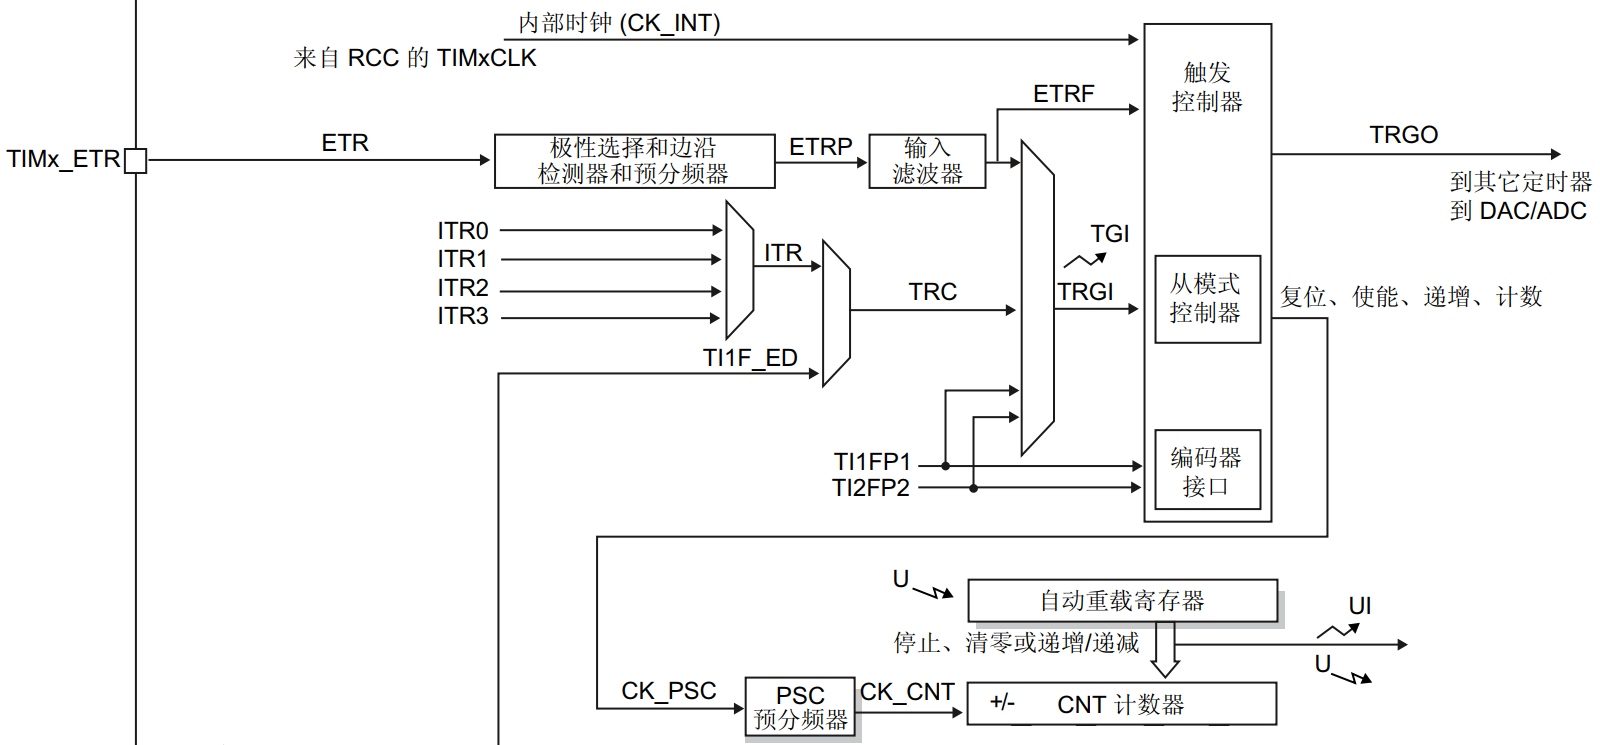 内部时钟 (CK_INT)
来自 RCC 的 TIMxCLK
触发
控制器
ETRF
TRGO
ETR
TIMx_ETR
极性选择和边沿
检测器和预分频器
ETRP
输入
滤波器
到其它定时器
到 DAC/ADC
ITR0
ITR1
ITR2
ITR3
ITR
TGI
TRC
TRGI
从模式
控制器
复位、使能、递增、计数
TI1F_ED
TI1FP1
TI2FP2
编码器
接口
U
自动重载寄存器
UI
停止、清零或递增/递减
U
CK_PSC
PSC
预分频器
CK_CNT
+/-
CNT 计数器